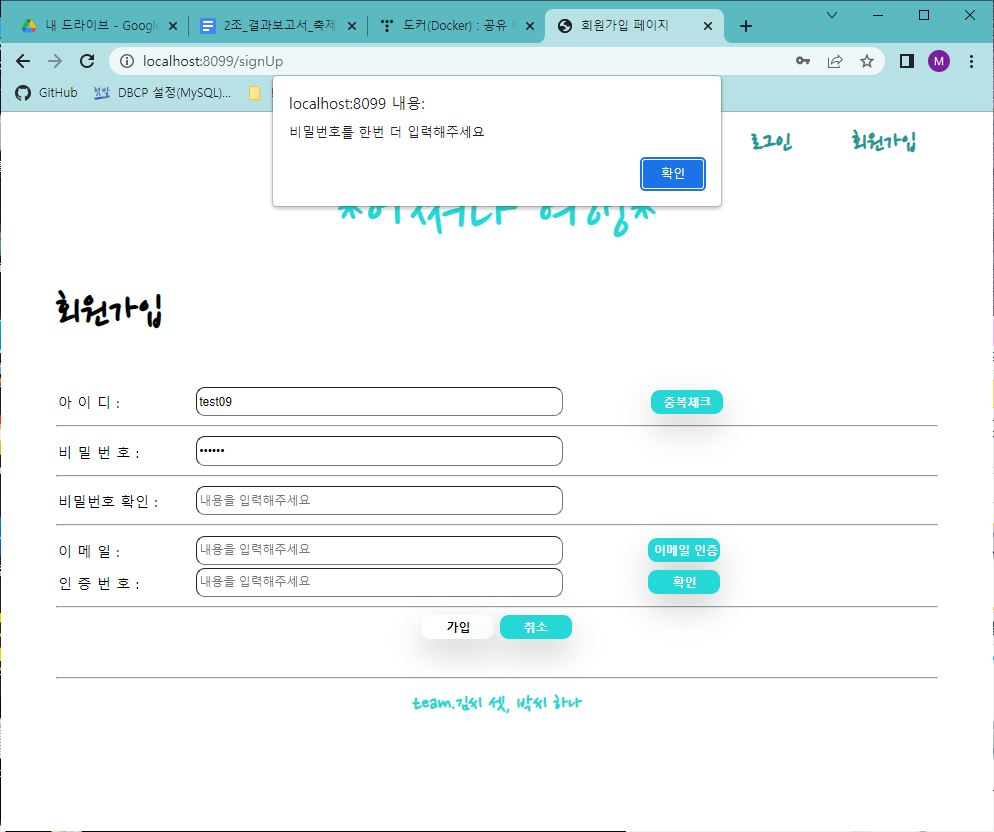 내 드라이브 - Google
2조_결과보고서_축제
도커(Docker) : 공유
회원가입 페이지
localhost:8099/signUp
M
GitHub
DBCP 설정(MySQL)...
localhost:8099 내용:
비밀번호를 한번 더 입력해주세요
확인
로그인 회원가입
회원가입
아 이 디 : test09 중복체크
비 밀 번 호 : ••••••
비밀번호 확인 : 내용을 입력해주세요
이 메 일 : 내용을 입력해주세요 이메일 인증
인 증 번 호 : 내용을 입력해주세요 확인
가입 취소
team.김씨 셋, 박씨 하나